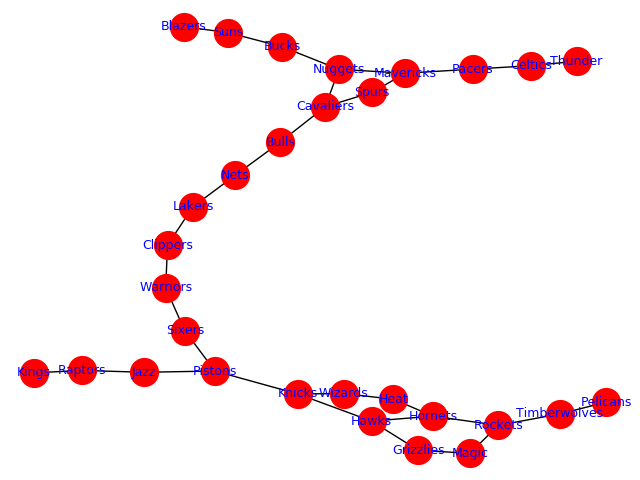 Blazers
Suns
Bucks
Nuggets
Mavericks
Pacers
Celtics
Thunder
Spurs
Cavaliers
Bulls
Nets
Lakers
Clippers
Warriors
Sixers
Kings
Raptors
Jazz
Pistons
Knicks
Wizards
Heat
Hawks
Hornets
Rockets
Timberwolves
Pelicans
Grizzlies
Magic